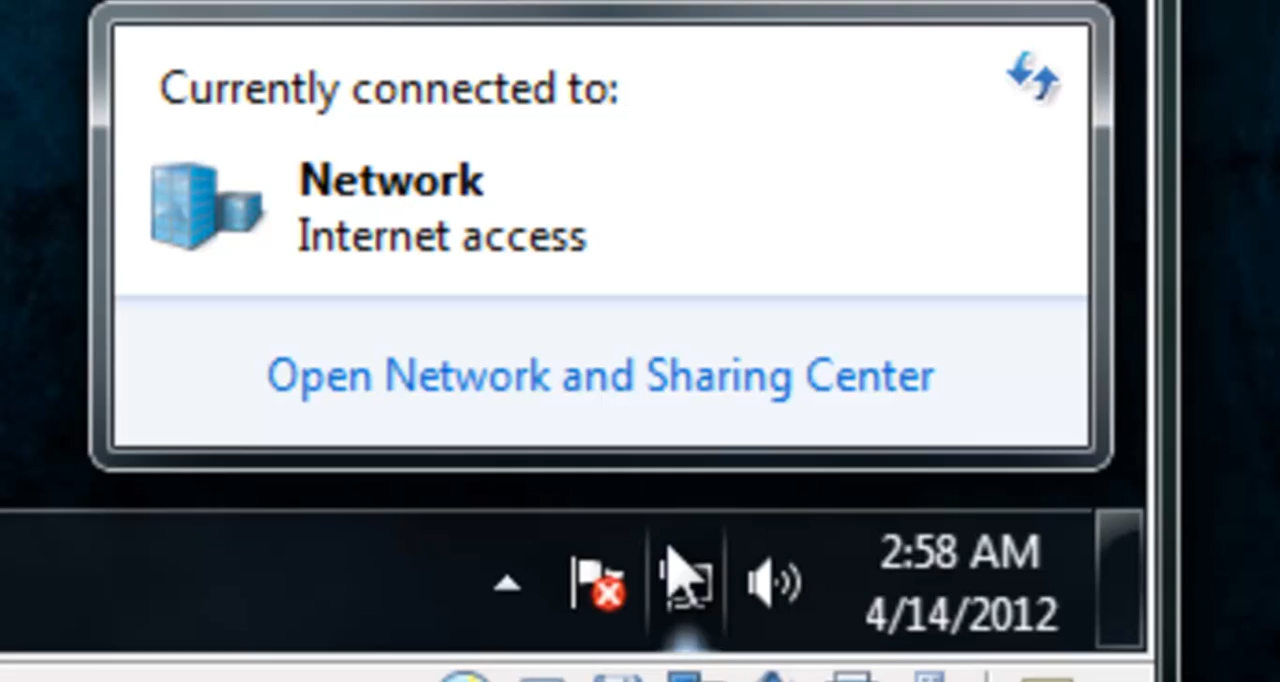 Currently connected to:
Network
Internet access
Open Network and Sharing Center
2:58 AM
4/14/2012